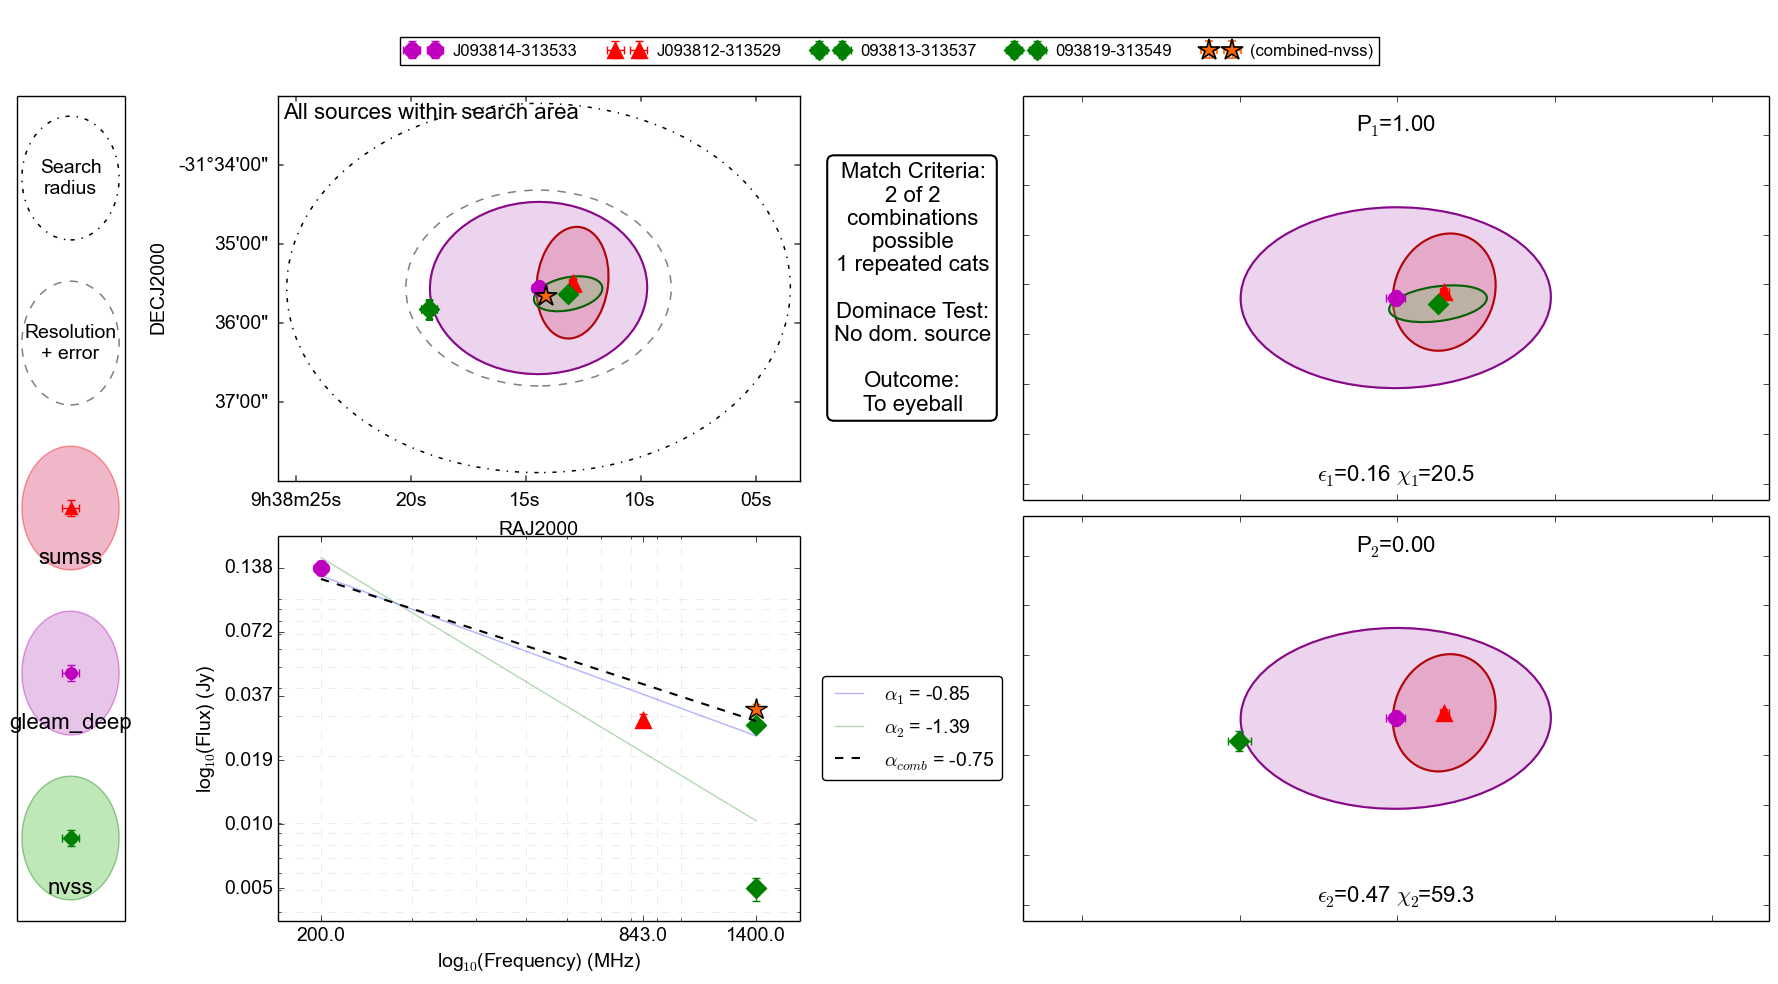 J093814-313533 J093812-313529 093813-313537 093819-313549 (combined-nvss)
Search
radius
Resolution
+ error
sumss
gleam_deep
nvss
All sources within search area
DECJ2000
-31°34'00"
35'00"
36'00"
37'00"
9h38m25s 20s 15s 10s 05s
RAJ2000
Match Criteria:
2 of 2
combinations
possible
1 repeated cats
Dominace Test:
No dom. source
Outcome:
To eyeball
P₁=1.00
ϵ₁=0.16 χ₁=20.5
log₁₀(Flux) (Jy)
0.138
0.072
0.037
0.019
0.010
0.005
200.0 843.0 1400.0
log₁₀(Frequency) (MHz)
α₁ = -0.85
α₂ = -1.39
α_comb = -0.75
P₂=0.00
ϵ₂=0.47 χ₂=59.3